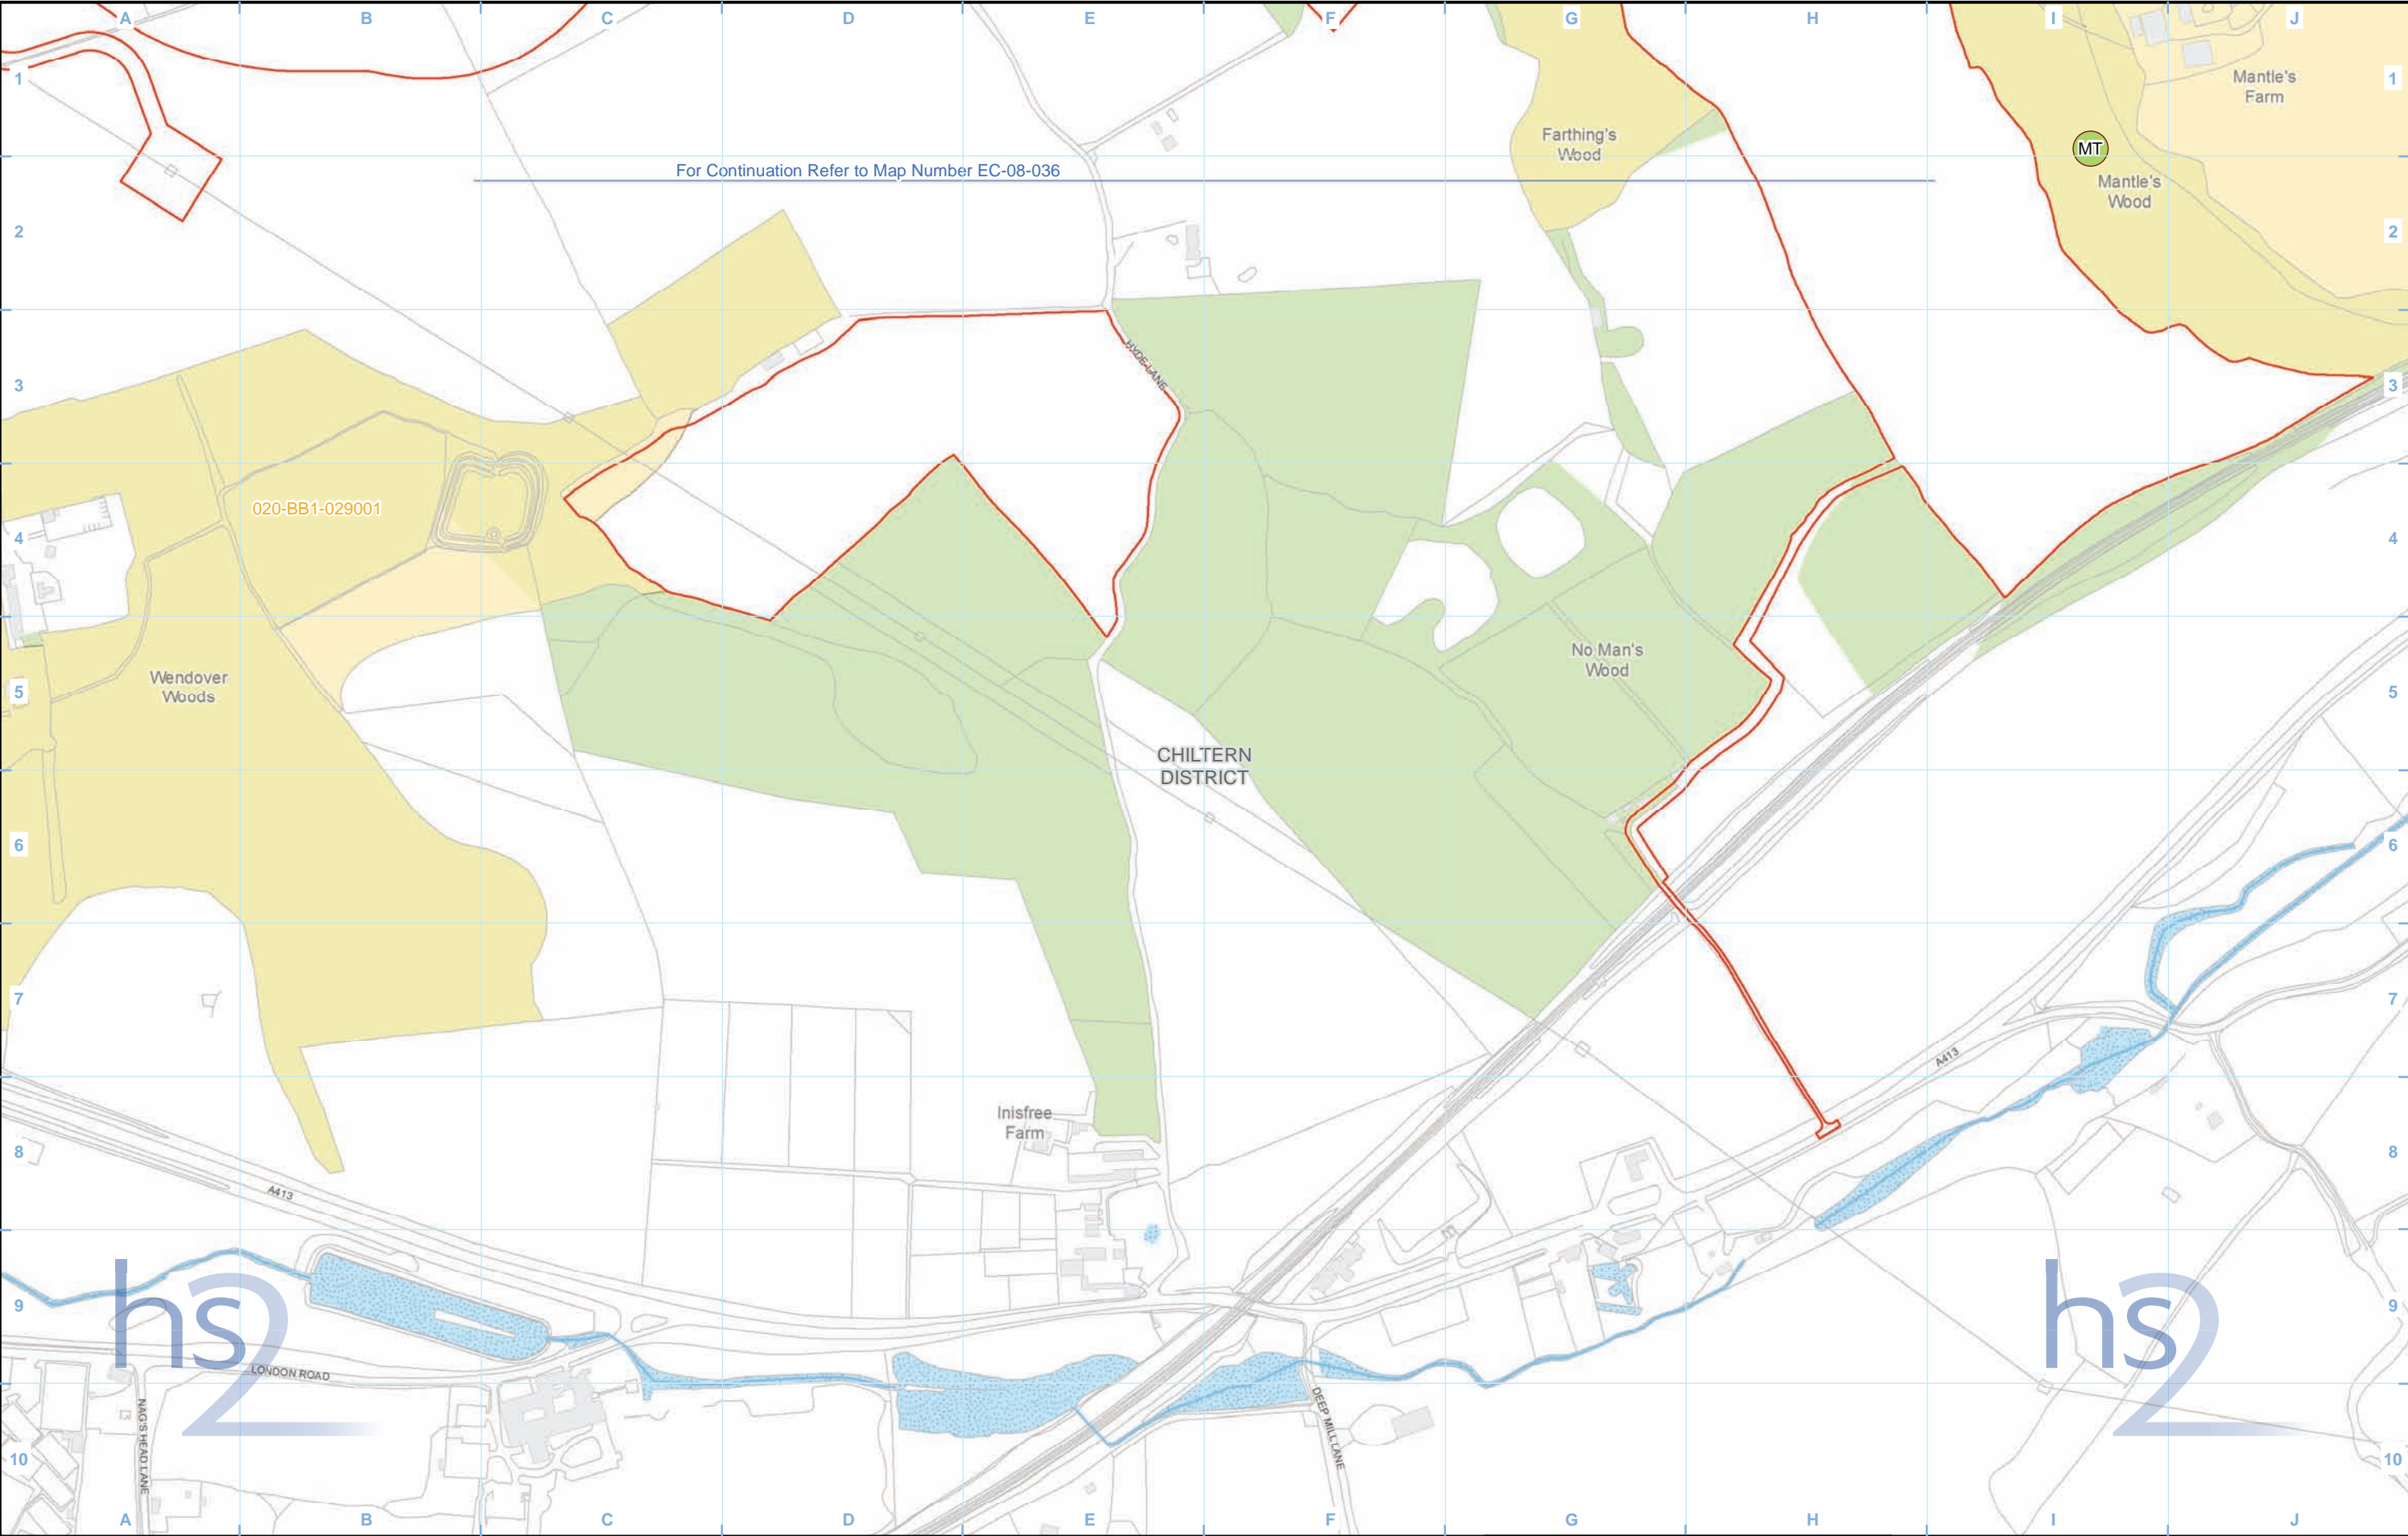 A B C D E F G H I J
1 1
Mantle's
Farm
Farthing's
Wood
MT
For Continuation Refer to Map Number EC-08-036
Mantle's
Wood
2 2
HYDE LANE
3 3
020-BB1-029001
4 4
No Man's
Wood
Wendover
Woods
5 5
CHILTERN
DISTRICT
6 6
7 7
A413
Inisfree
Farm
8 8
A413
9 9
hs2 hs2
LONDON ROAD
NAG'S HEAD LANE
DEEP MILL LANE
10 10
A B C D E F G H I J